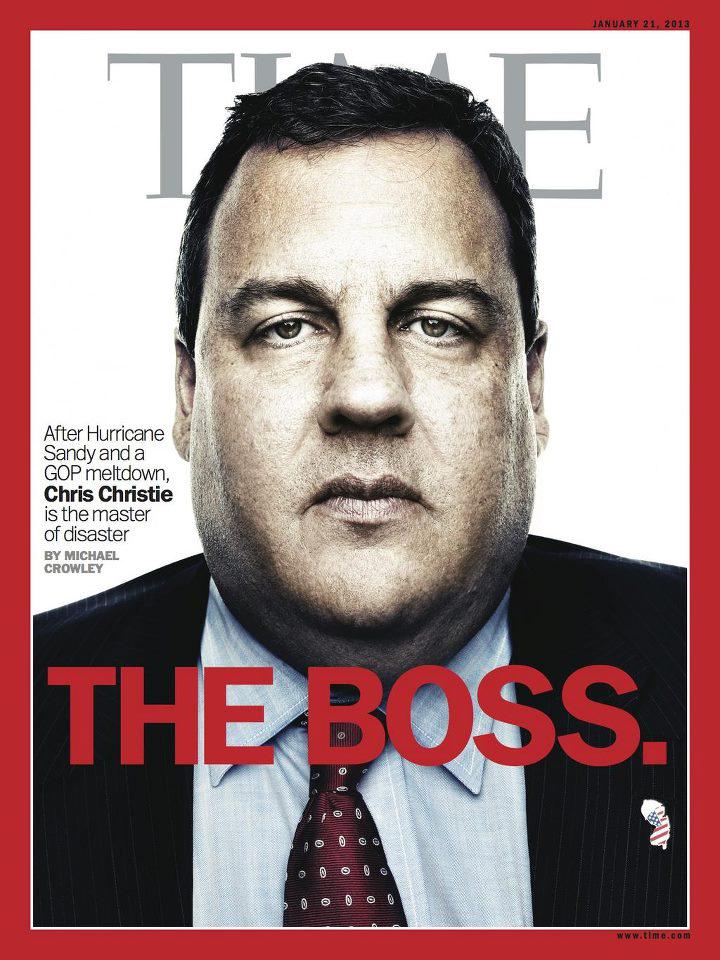 JANUARY 21, 2013
TIME
After Hurricane
Sandy and a
GOP meltdown,
Chris Christie
is the master
of disaster
BY MICHAEL
CROWLEY
THE BOSS.
www.time.com